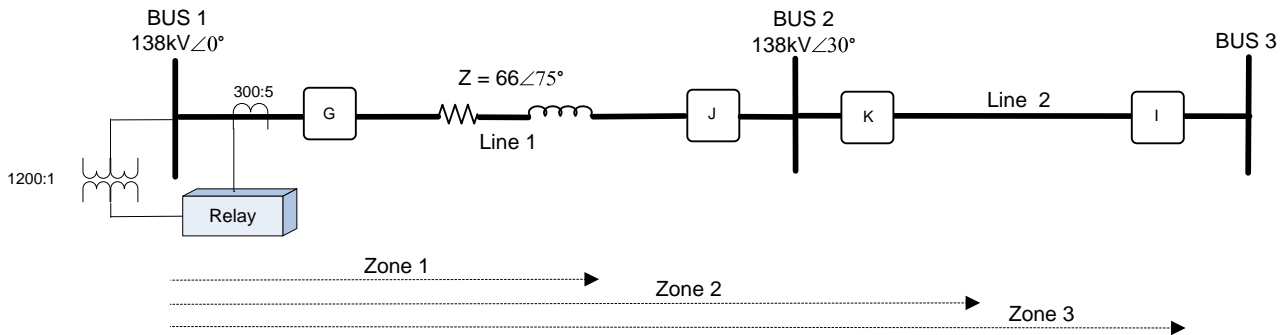 BUS 1
138kV∠0°
BUS 2
138kV∠30°
BUS 3
300:5
Z = 66∠75°
G
J
K
Line 2
I
Line 1
1200:1
Relay
Zone 1
Zone 2
Zone 3